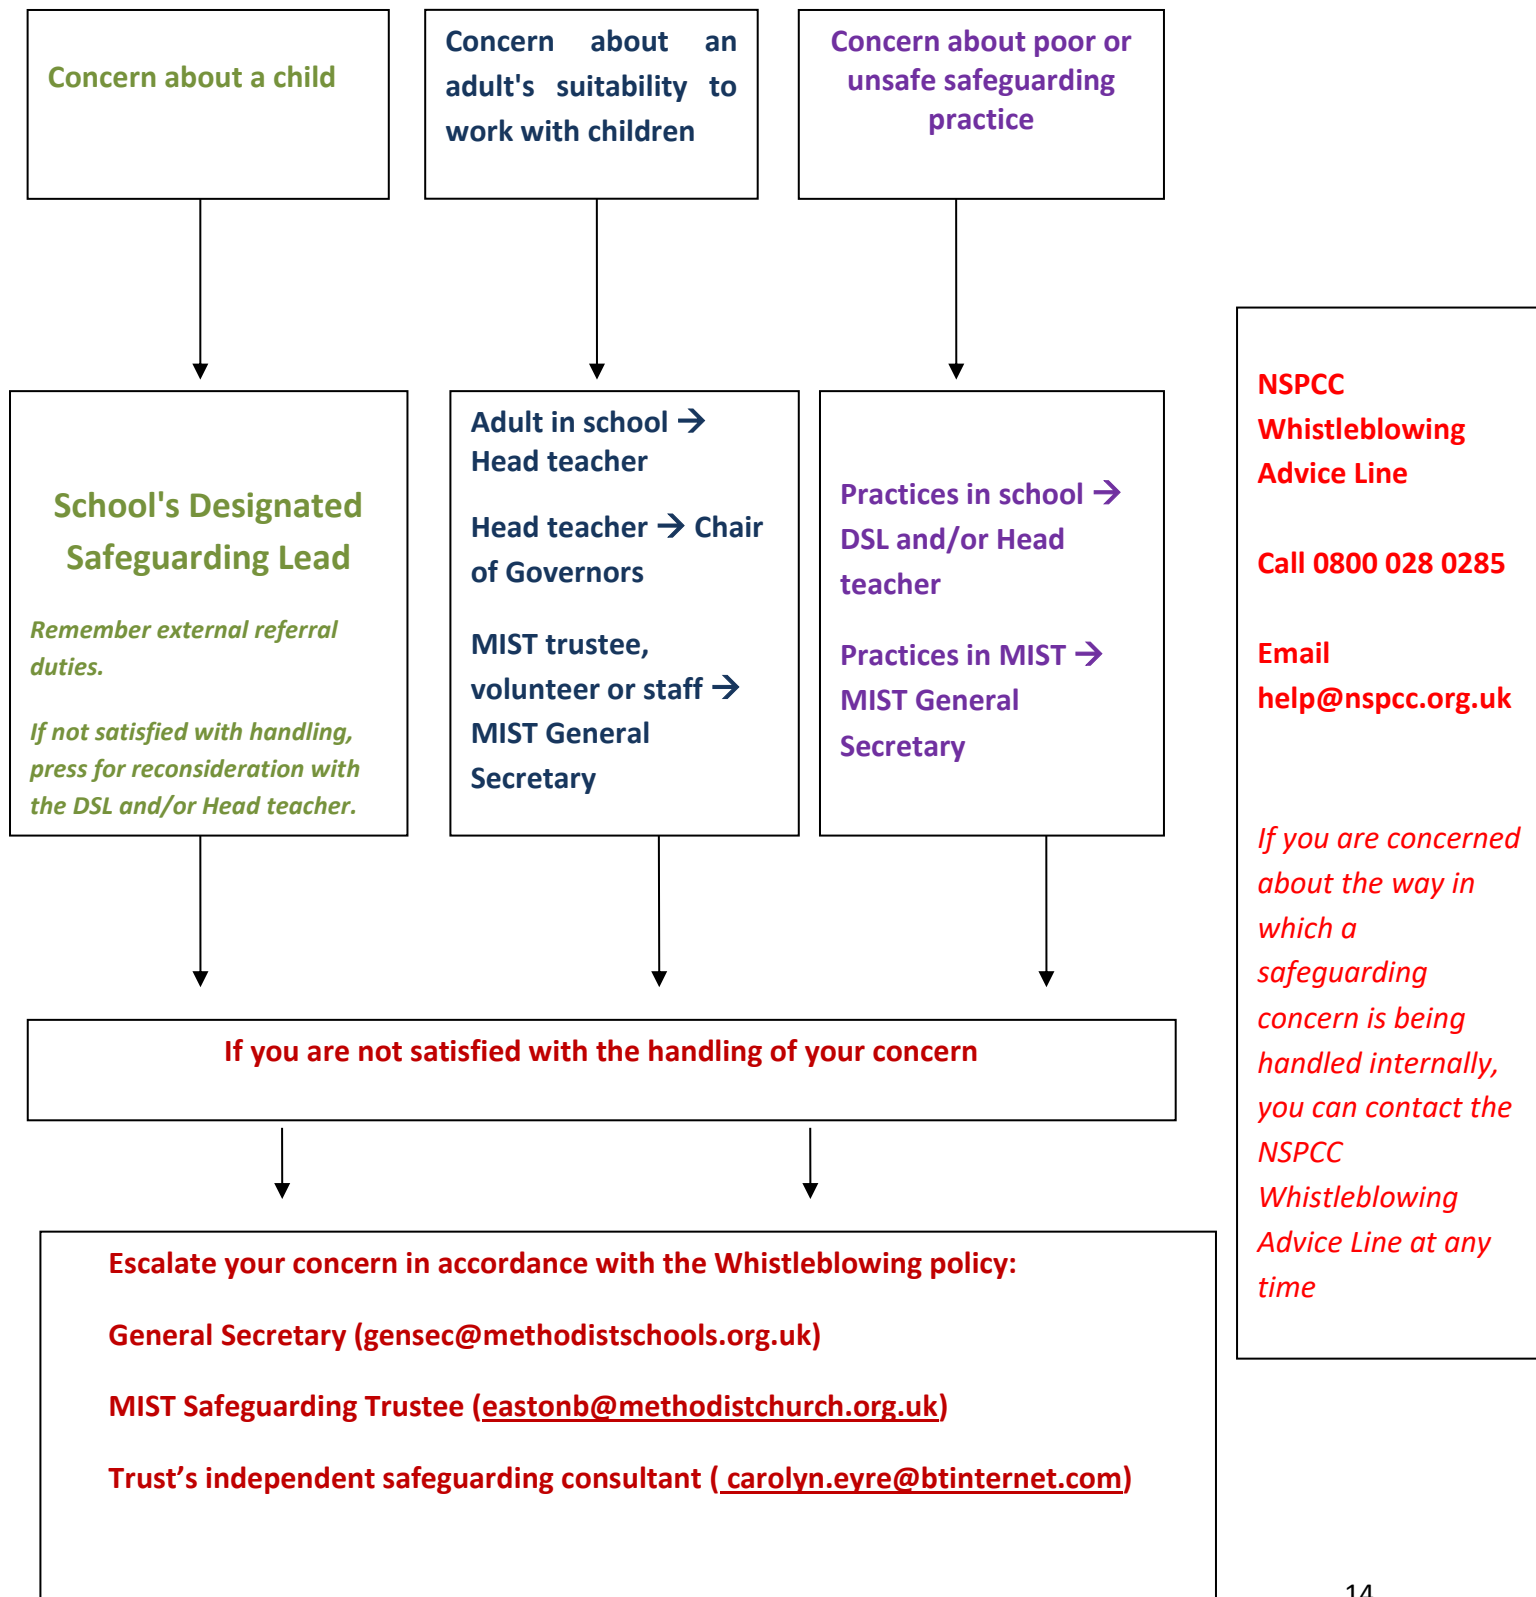 Concern about a child
Concern about an
adult's suitability to
work with children
Concern about poor or
unsafe safeguarding
practice
School's Designated
Safeguarding Lead
Remember external referral
duties.
If not satisfied with handling,
press for reconsideration with
the DSL and/or Head teacher.
Adult in school →
Head teacher
Head teacher → Chair
of Governors
MIST trustee,
volunteer or staff →
MIST General
Secretary
Practices in school →
DSL and/or Head
teacher
Practices in MIST →
MIST General
Secretary
NSPCC
Whistleblowing
Advice Line
Call 0800 028 0285
Email
help@nspcc.org.uk
If you are concerned
about the way in
which a
safeguarding
concern is being
handled internally,
you can contact the
NSPCC
Whistleblowing
Advice Line at any
time
If you are not satisfied with the handling of your concern
Escalate your concern in accordance with the Whistleblowing policy:
General Secretary (gensec@methodistschools.org.uk)
MIST Safeguarding Trustee (eastonb@methodistchurch.org.uk)
Trust’s independent safeguarding consultant ( carolyn.eyre@btinternet.com)
14